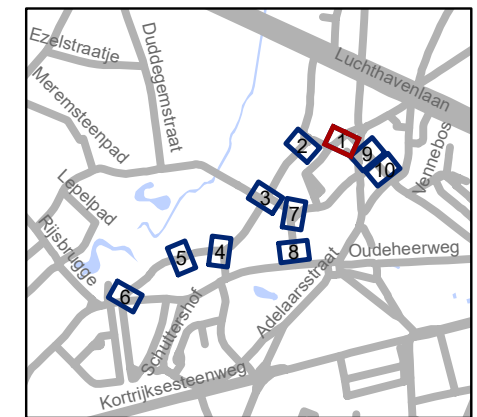 Ezelstraatje
Duddegemstraat
Luchthavenlaan
Meremsteenpad
Vennebos
1
2
9
10
Lepelpad
3
7
Rijsbrugge
5
4
8
Oudeheerweg
6
Adelaarsstraat
Schuttershof
Kortrijksesteenweg